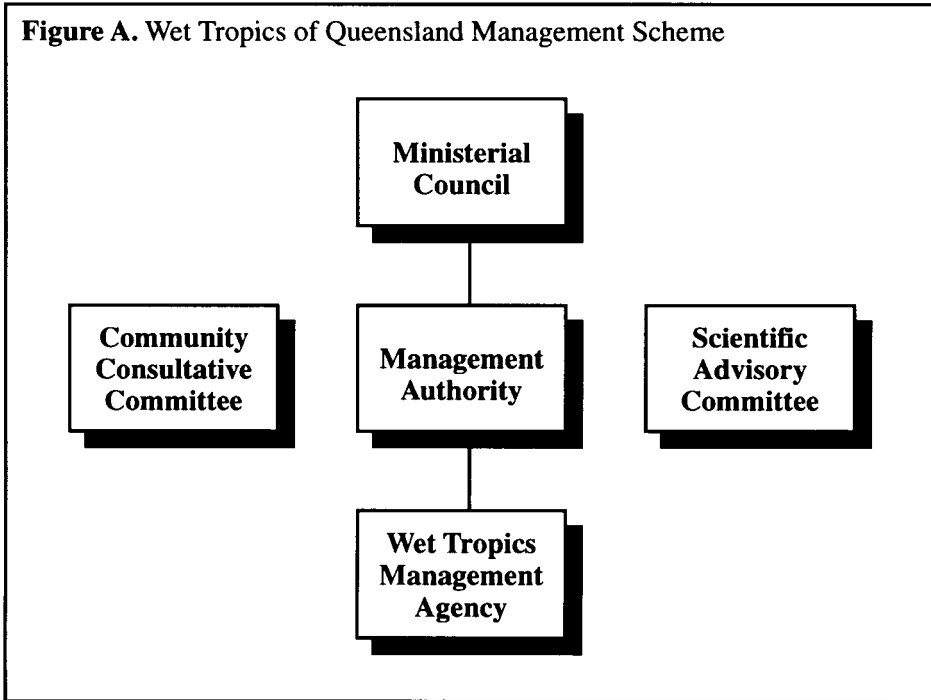 Figure A. Wet Tropics of Queensland Management Scheme
Ministerial
Council
Community
Consultative
Committee
Management
Authority
Scientific
Advisory
Committee
Wet Tropics
Management
Agency